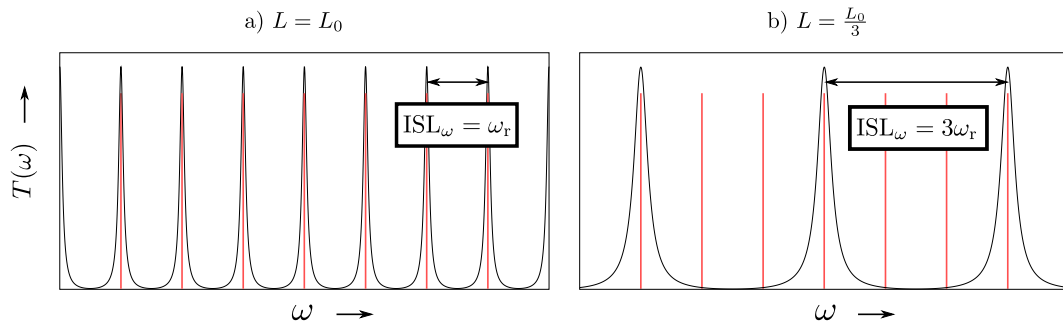 a) L = L₀
b) L = L₀/3
T(ω)
ISL_ω = ω_r
ISL_ω = 3ω_r
ω
ω